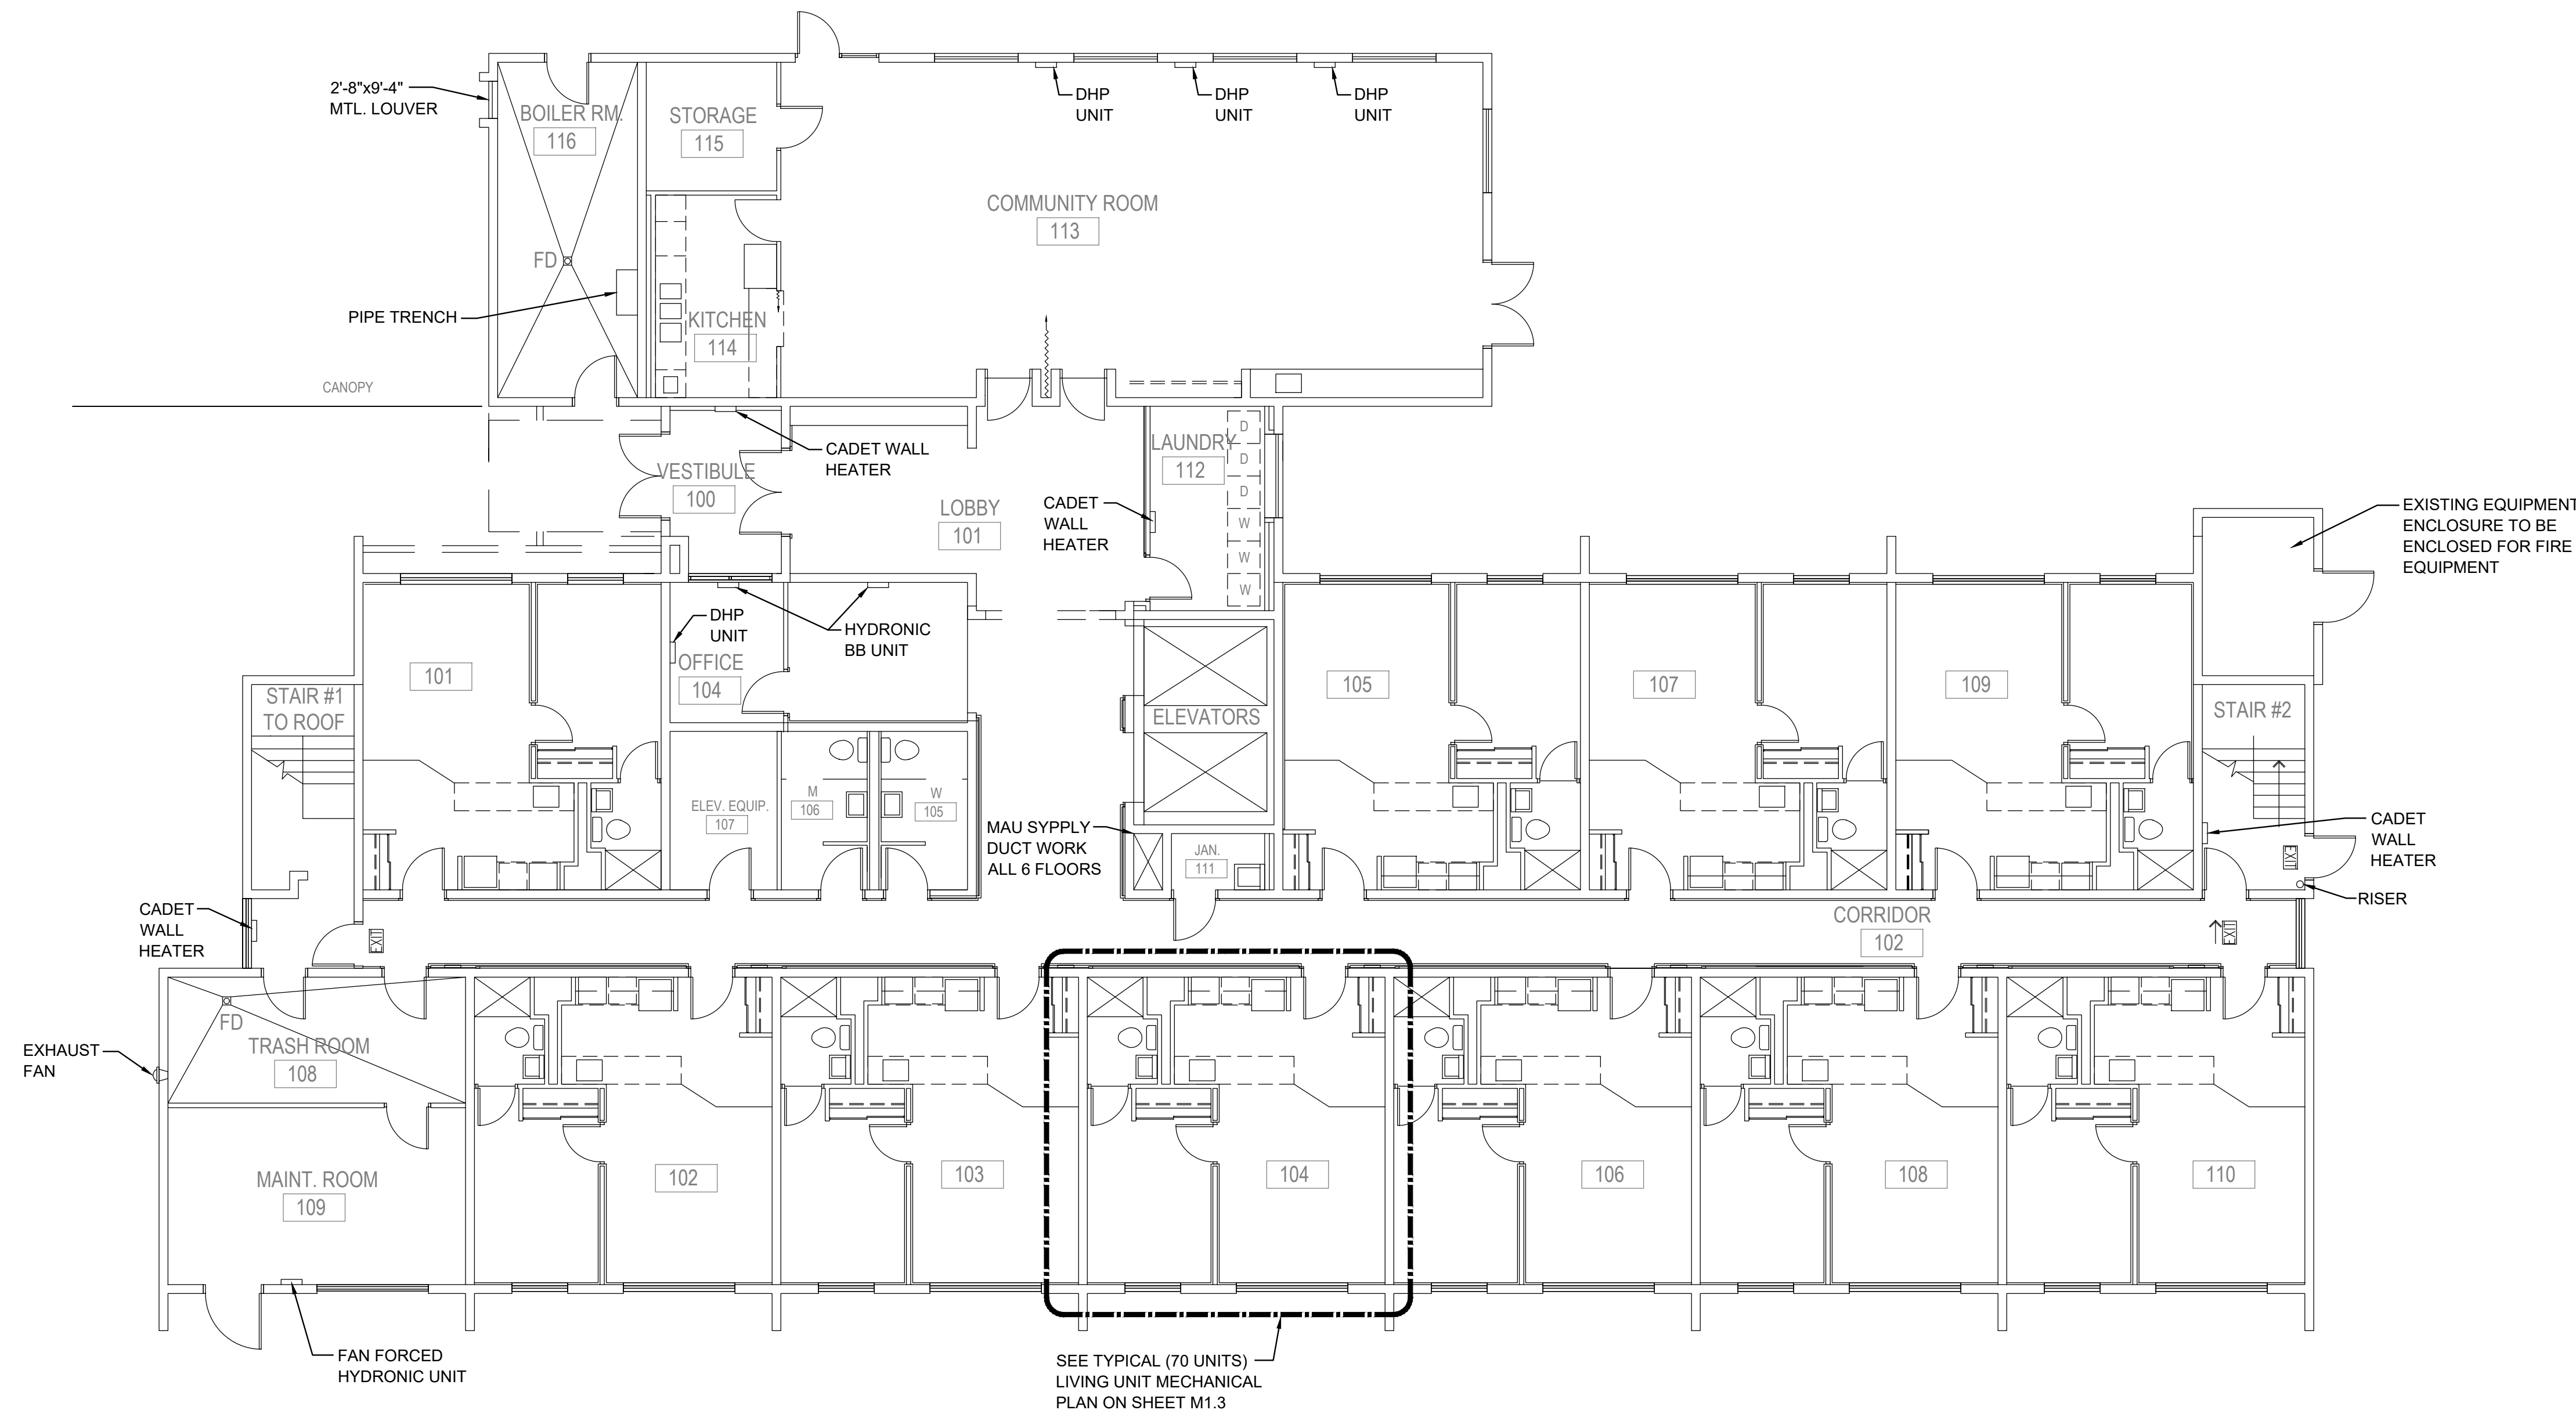 2'-8"x9'-4"
MTL. LOUVER
BOILER RM.
116
STORAGE
115
DHP
UNIT
DHP
UNIT
DHP
UNIT
COMMUNITY ROOM
113
FD
PIPE TRENCH
KITCHEN
114
CANOPY
CADET WALL
HEATER
VESTIBULE
100
LOBBY
101
CADET
WALL
HEATER
LAUNDRY
112
D
D
D
W
W
W
EXISTING EQUIPMENT
ENCLOSURE TO BE
ENCLOSED FOR FIRE
EQUIPMENT
DHP
UNIT
HYDRONIC
BB UNIT
OFFICE
104
101
STAIR #1
TO ROOF
ELEVATORS
105
107
109
STAIR #2
ELEV. EQUIP.
107
M
106
W
105
MAU SYPPLY
DUCT WORK
ALL 6 FLOORS
JAN.
111
CADET
WALL
HEATER
EXIT
RISER
CADET
WALL
HEATER
EXIT
CORRIDOR
102
EXIT
FD
TRASH ROOM
108
EXHAUST
FAN
MAINT. ROOM
109
102
103
104
106
108
110
FAN FORCED
HYDRONIC UNIT
SEE TYPICAL (70 UNITS)
LIVING UNIT MECHANICAL
PLAN ON SHEET M1.3